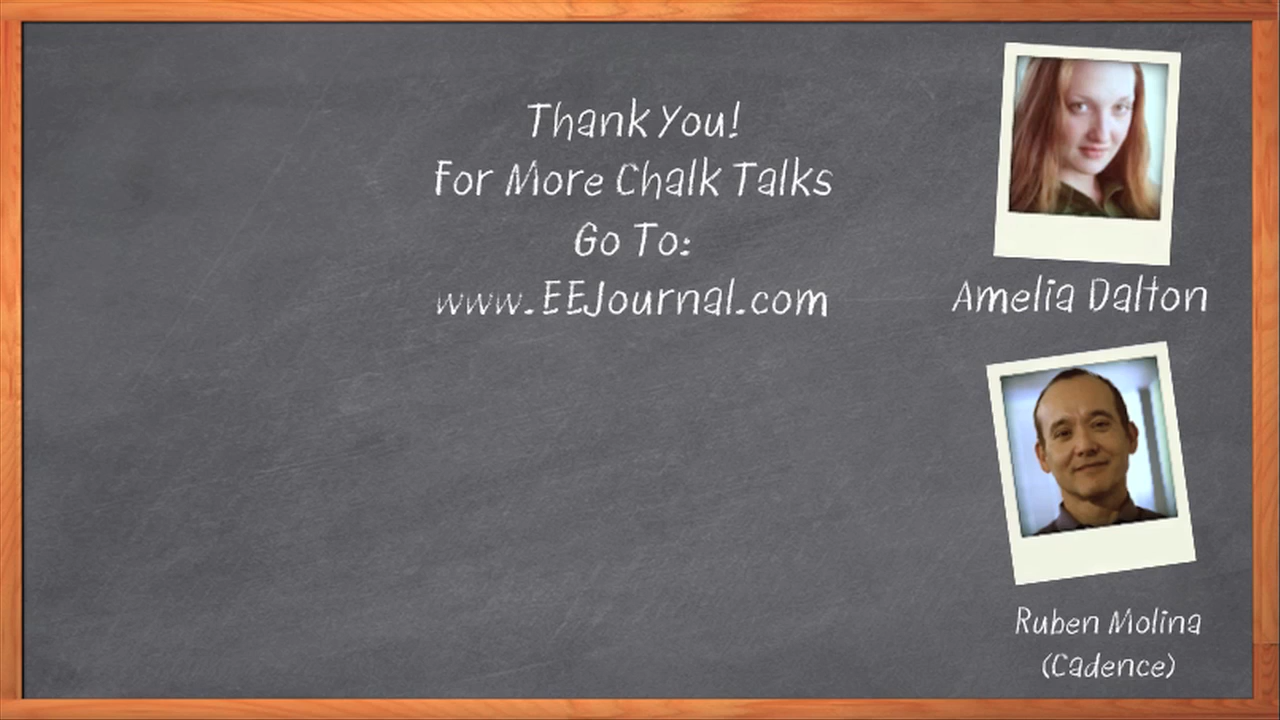 Thank You!
For More Chalk Talks
Go To:
www.EEJournal.com
Amelia Dalton
Ruben Molina
(Cadence)